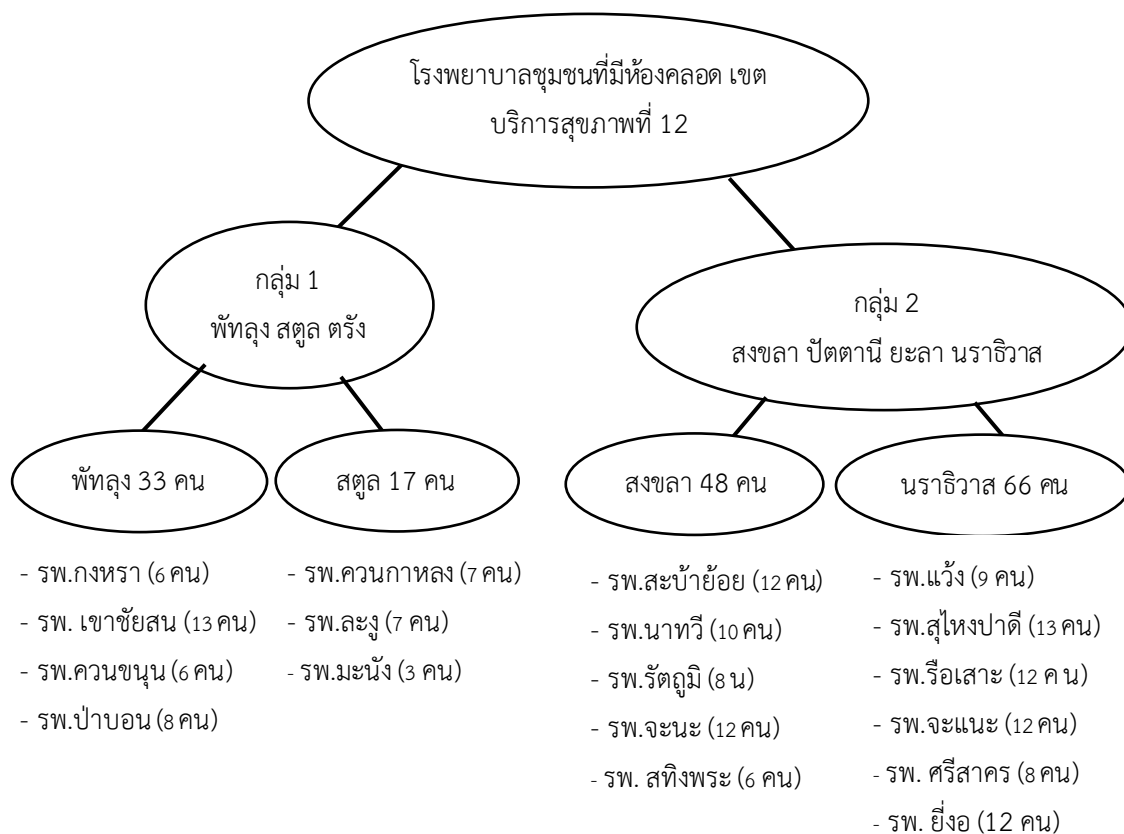 โรงพยาบาลชุมชนที่มีห้องคลอด เขต
บริการสุขภาพที่ 12
กลุ่ม 1
พัทลุง สตูล ตรัง
กลุ่ม 2
สงขลา ปัตตานี ยะลา นราธิวาส
พัทลุง 33 คน
สตูล 17 คน
สงขลา 48 คน
นราธิวาส 66 คน
- รพ.กงหรา (6 คน)
- รพ. เขาชัยสน (13 คน)
- รพ.ควนขนุน (6 คน)
- รพ.ป่าบอน (8 คน)
- รพ.ควนกาหลง (7 คน)
- รพ.ละงู (7 คน)
- รพ.มะนัง (3 คน)
- รพ.สะบ้าย้อย (12 คน)
- รพ.นาทวี (10 คน)
- รพ.รัตถูมิ (8 น)
- รพ.จะนะ (12 คน)
- รพ. สทิงพระ (6 คน)
- รพ.แว้ง (9 คน)
- รพ.สุไหงปาดี (13 คน)
- รพ.รือเสาะ (12 ค น)
- รพ.จะแนะ (12 คน)
- รพ. ศรีสาคร (8 คน)
- รพ. ยี่งอ (12 คน)